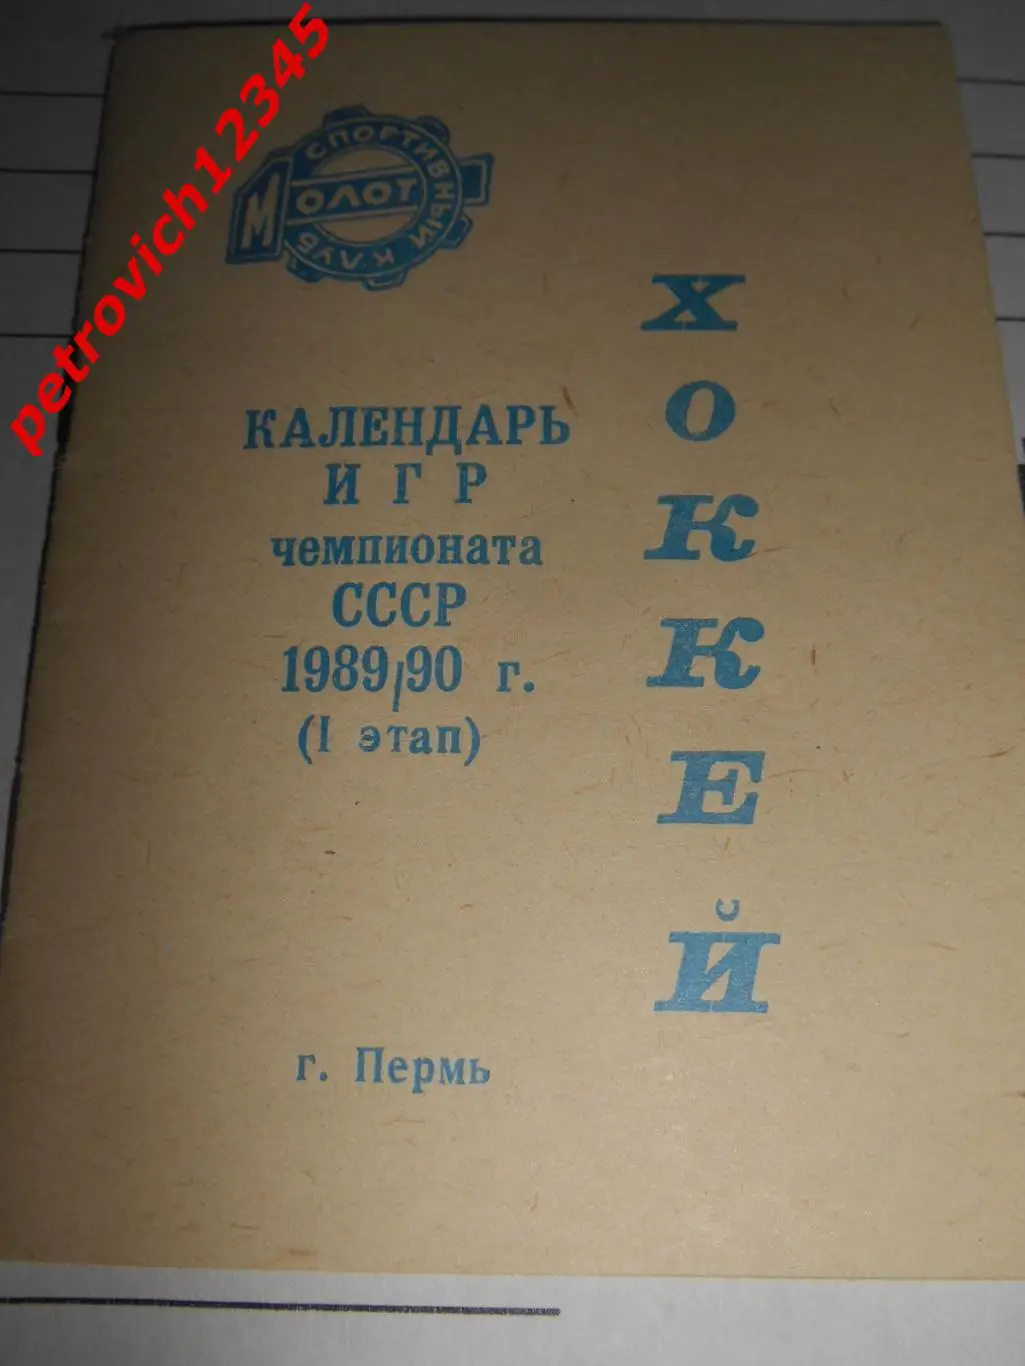 petrovich12345
СПОРТИВНЫЙ КЛУБ
МОЛОТ
ХОККЕЙ
КАЛЕНДАРЬ
ИГР
чемпионата
СССР
1989/90 г.
(I этап)
г. Пермь